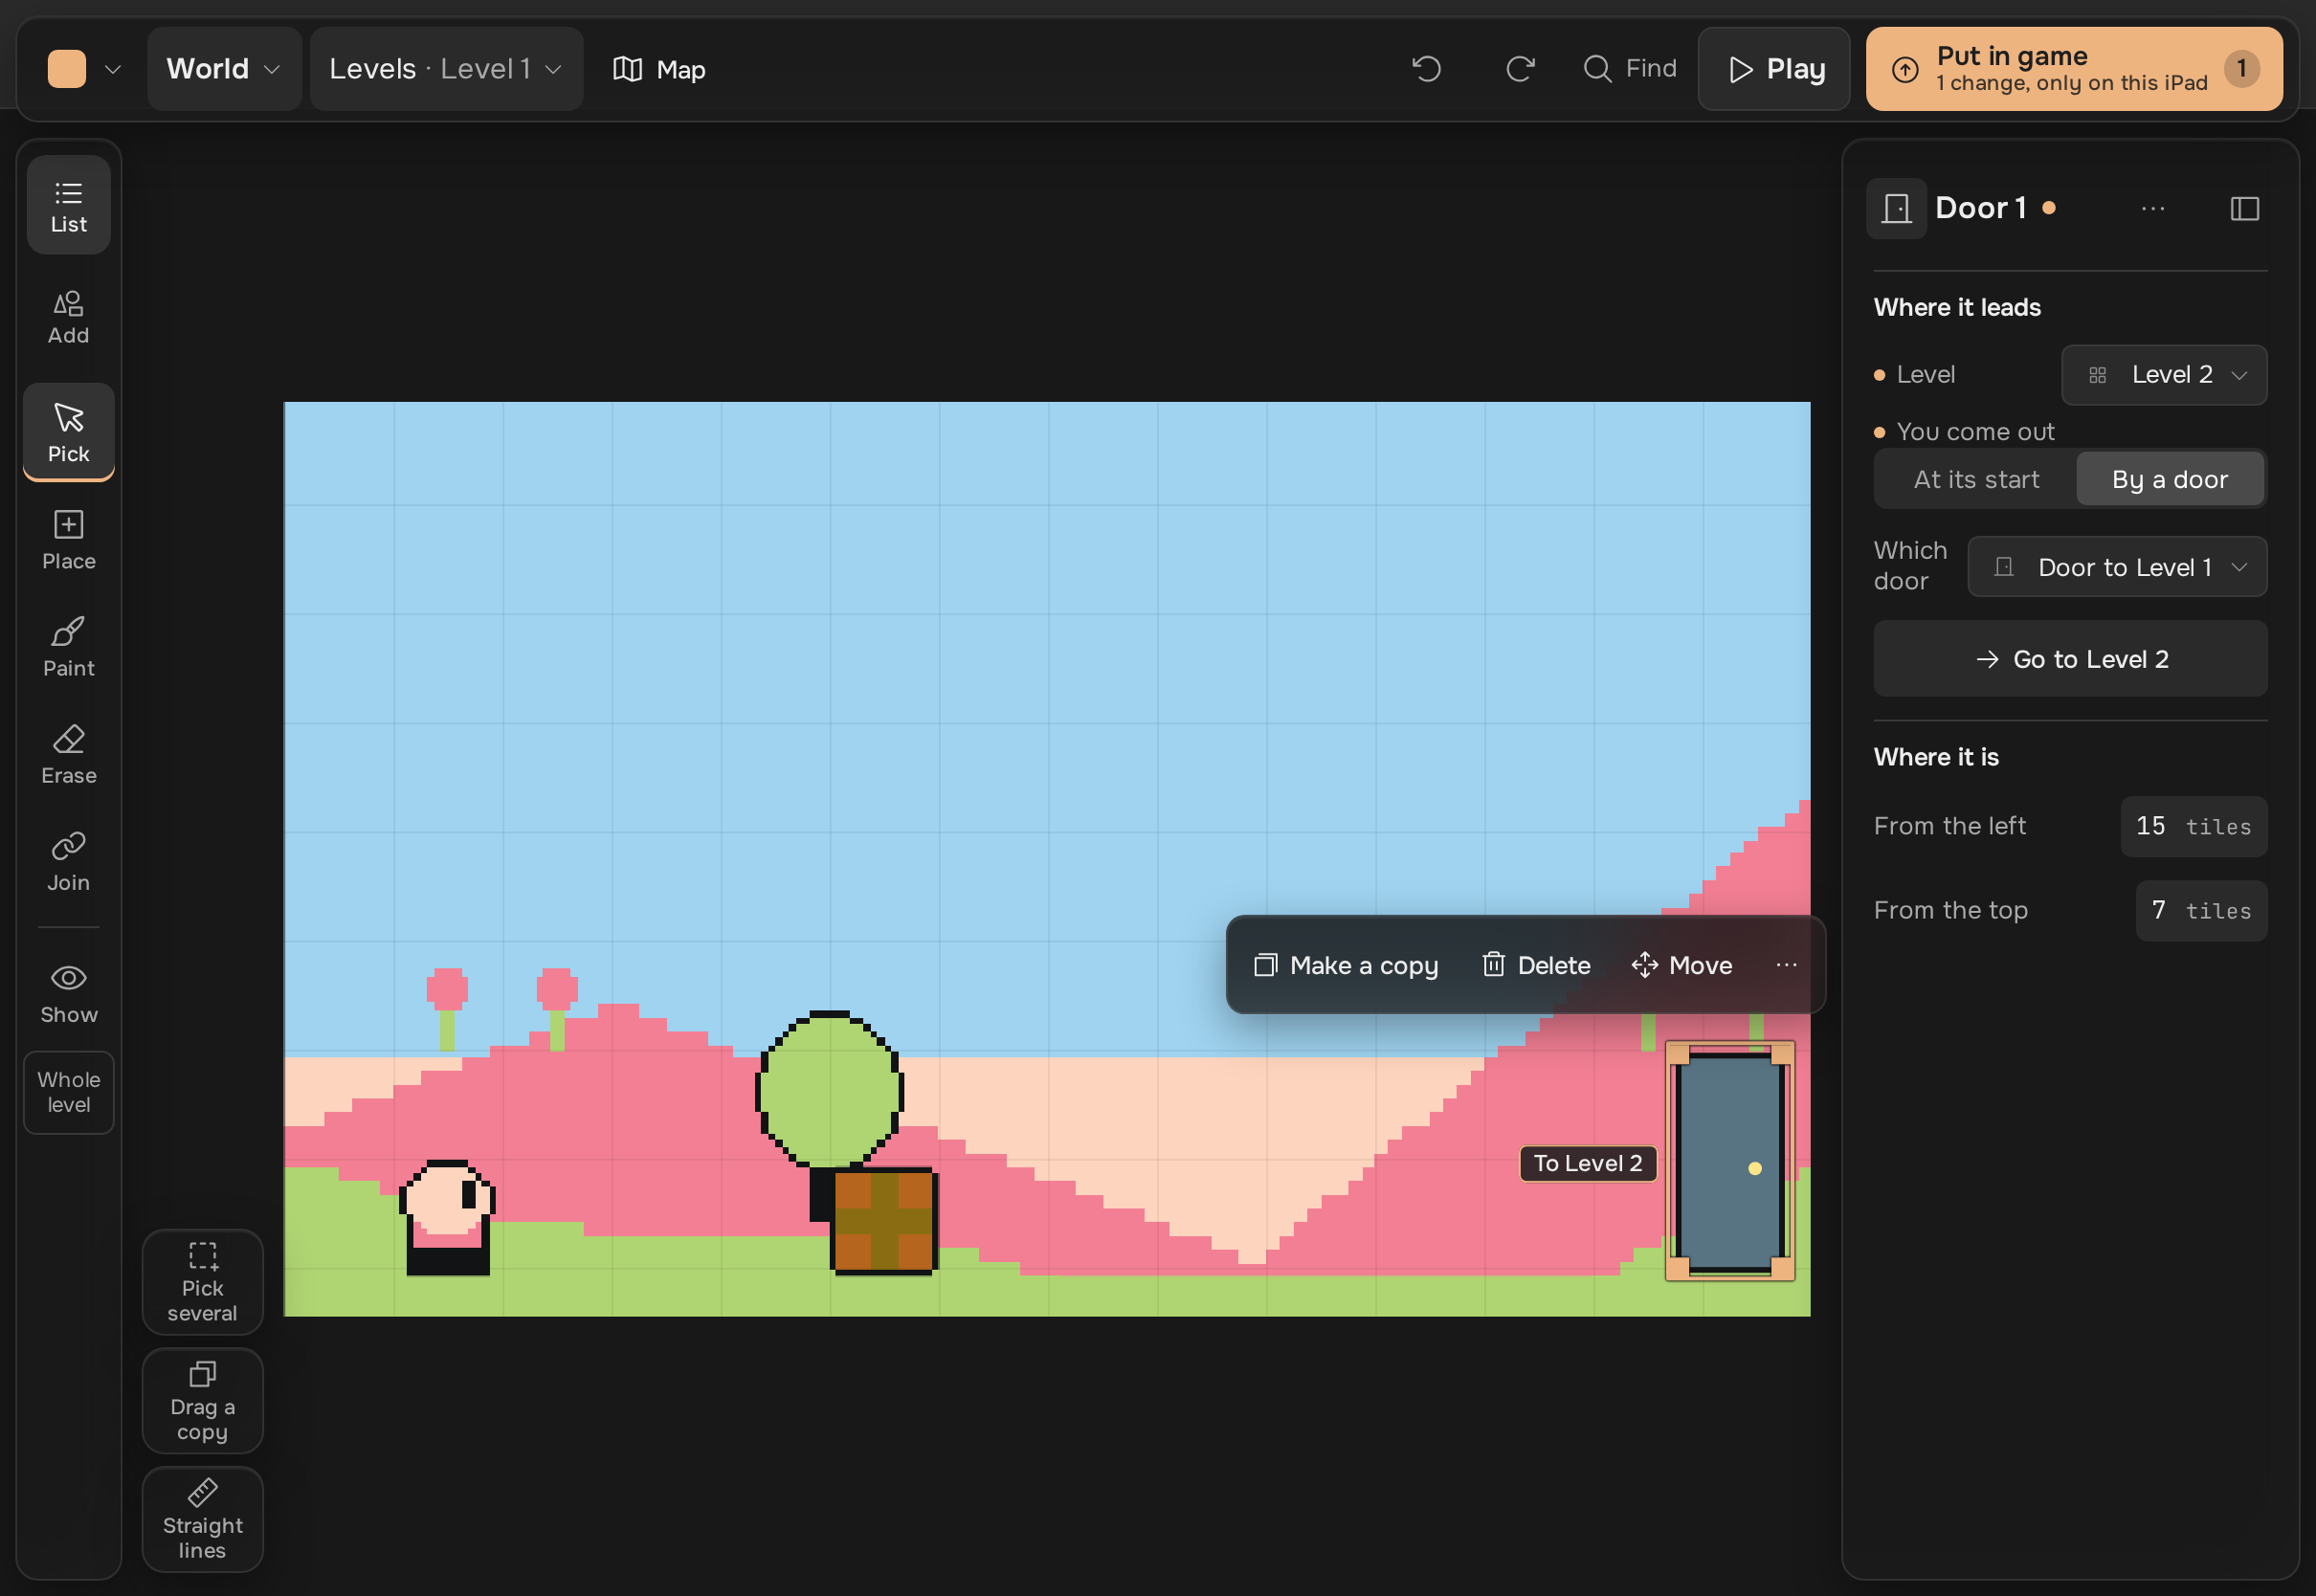 World
Levels · Level 1
Map
Find
Play
Put in game
1 change, only on this iPad
1
List
Add
Pick
Place
Paint
Erase
Join
Show
Whole
level
Pick
several
Drag a
copy
Straight
lines
Make a copy
Delete
Move
To Level 2
Door 1
Where it leads
Level
Level 2
You come out
At its start
By a door
Which
door
Door to Level 1
Go to Level 2
Where it is
From the left
15 tiles
From the top
7 tiles